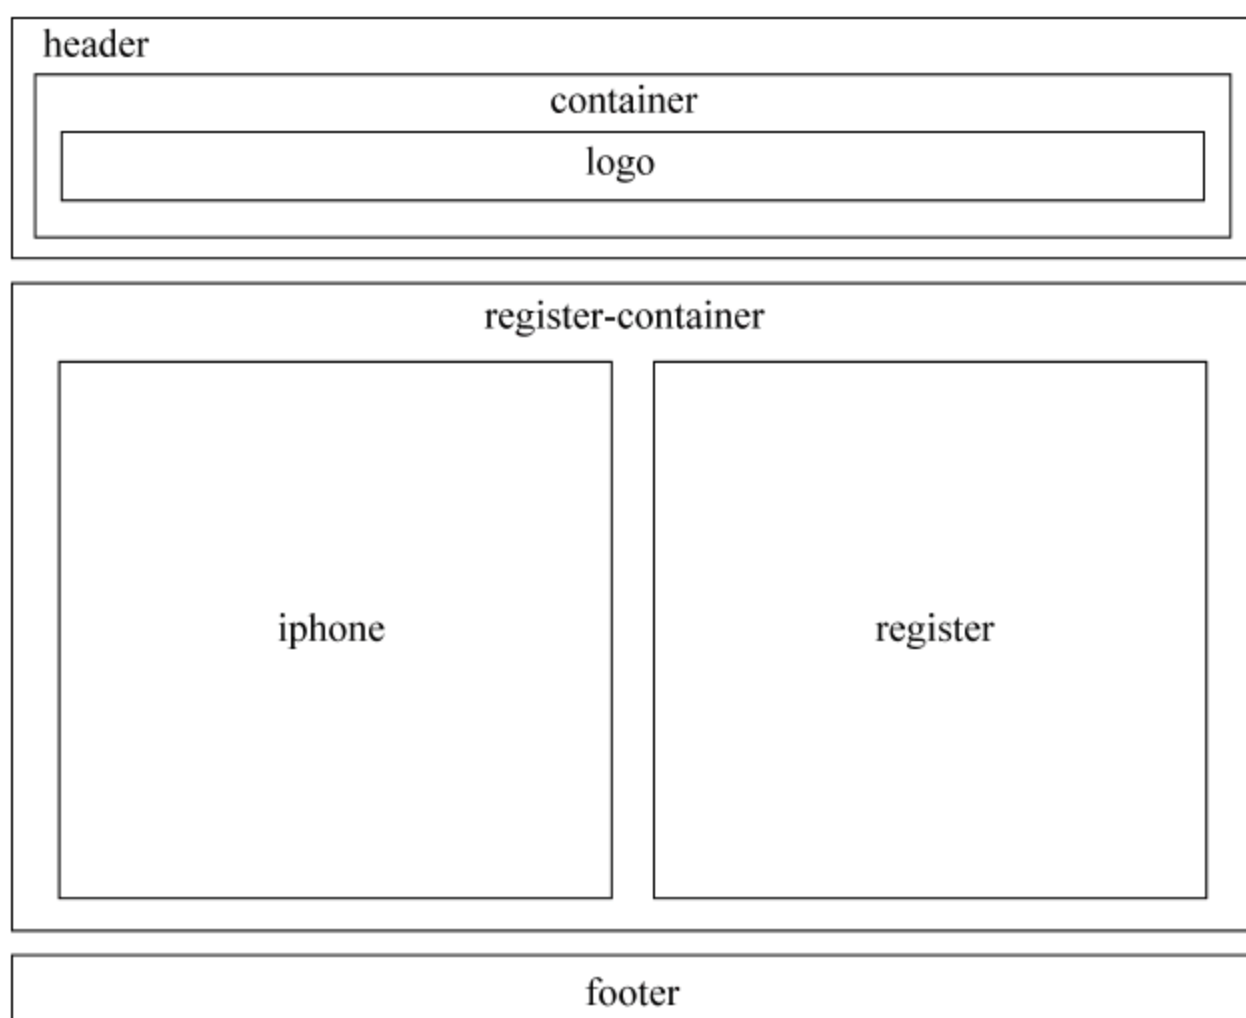 header
container
logo
register-container
iphone
register
footer